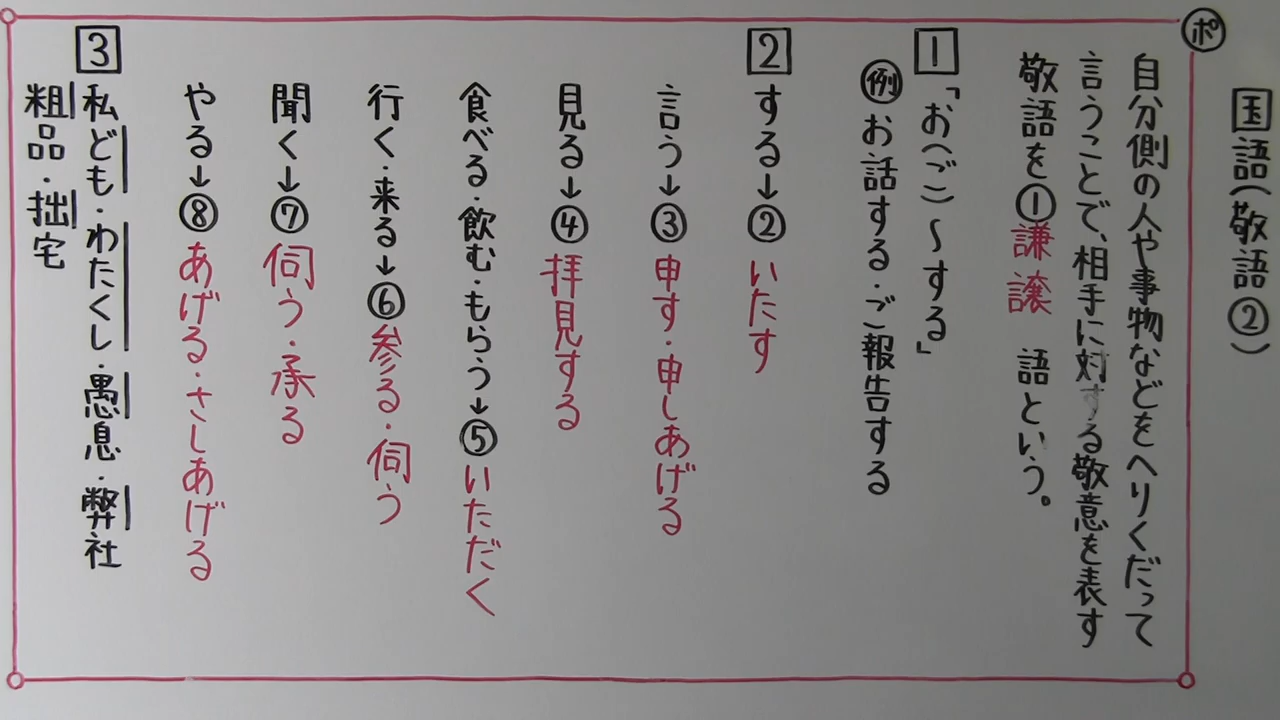 国語(敬語②)
ポ
自分側の人や事物などをへりくだって
言うことで、相手に対する敬意を表す
敬語を①謙譲 語という。
1 「お(ご)〜する」
例 お話する・ご報告する
2 する→②いたす
言う→③申す・申しあげる
見る→④拝見する
食べる・飲む・もらう→⑤いただく
行く・来る→⑥参る・伺う
聞く→⑦伺う・承る
やる→⑧あげる・さしあげる
3 私ども・わたくし・愚息・弊社
粗品・拙宅